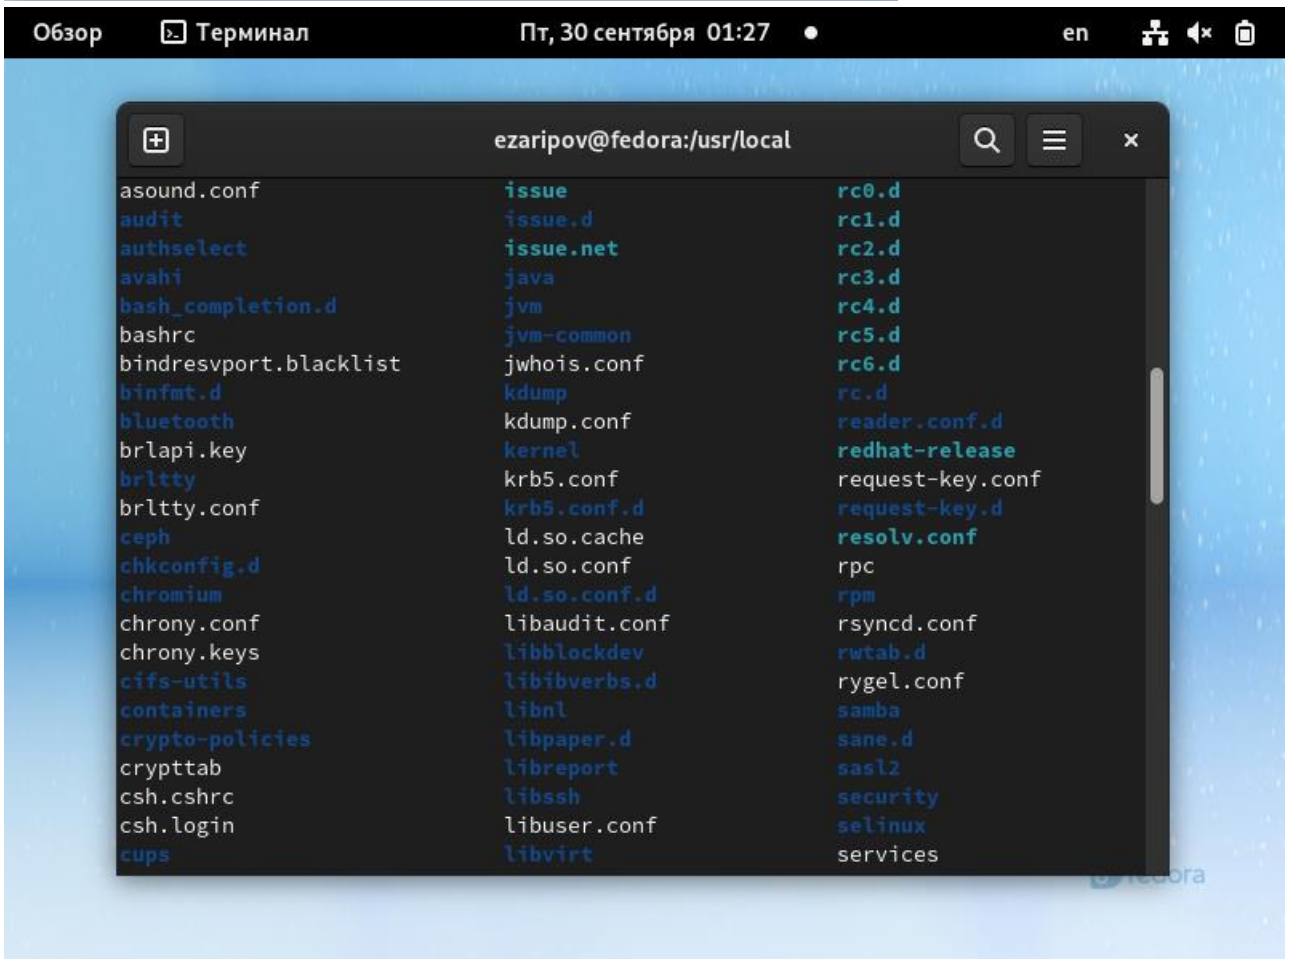 Обзор Терминал Пт, 30 сентября 01:27 en
ezaripov@fedora:/usr/local
asound.conf issue rc0.d
audit issue.d rc1.d
authselect issue.net rc2.d
avahi java rc3.d
bash_completion.d jvm rc4.d
bashrc jvm-common rc5.d
bindresvport.blacklist jwhois.conf rc6.d
binfmt.d kdump rc.d
bluetooth kdump.conf reader.conf.d
brlapi.key kernel redhat-release
brltty krb5.conf request-key.conf
brltty.conf krb5.conf.d request-key.d
ceph ld.so.cache resolv.conf
chkconfig.d ld.so.conf rpc
chromium ld.so.conf.d rpm
chrony.conf libaudit.conf rsyncd.conf
chrony.keys libblockdev rwtab.d
cifs-utils libibverbs.d rygel.conf
containers libnl samba
crypto-policies libpaper.d sane.d
crypttab libreport sasl2
csh.cshrc libssh security
csh.login libuser.conf selinux
cups libvirt services
fedora